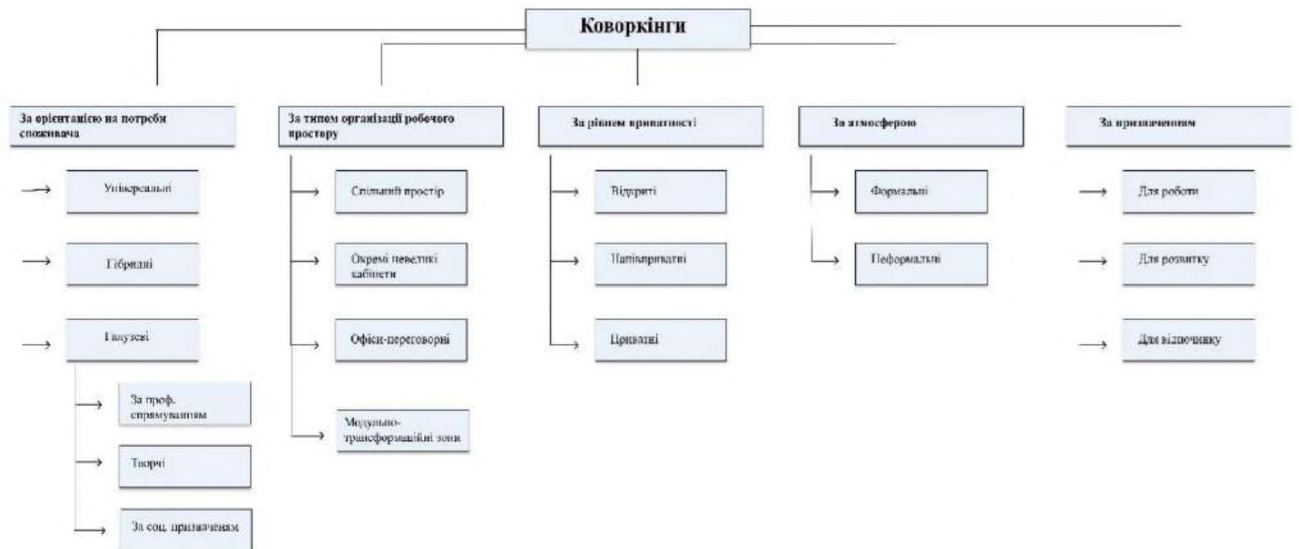 Коворкінги
За орієнтацією на потреби
споживача
Універсальні
Гібридні
Галузеві
За проф.
спрямуванням
Творчі
За соц. призначеням
За типом організації робочого
простору
Спільний простір
Окремі невеликі
кабінети
Офіси-переговорні
Модульно-
трансформаційні зони
За рівнем приватності
Відкриті
Напівприватні
Приватні
За атмосферою
Формальні
Неформальні
За призначенням
Для роботи
Для розвитку
Для відпочинку